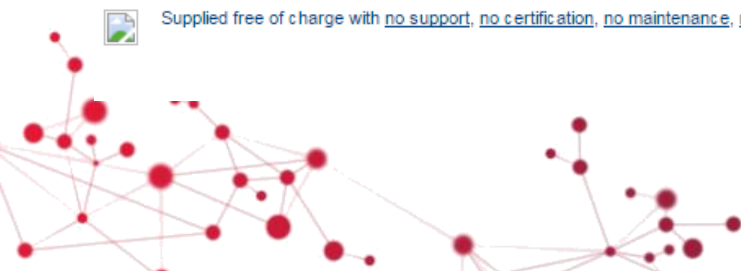 Supplied free of charge with no support, no certification, no maintenance,